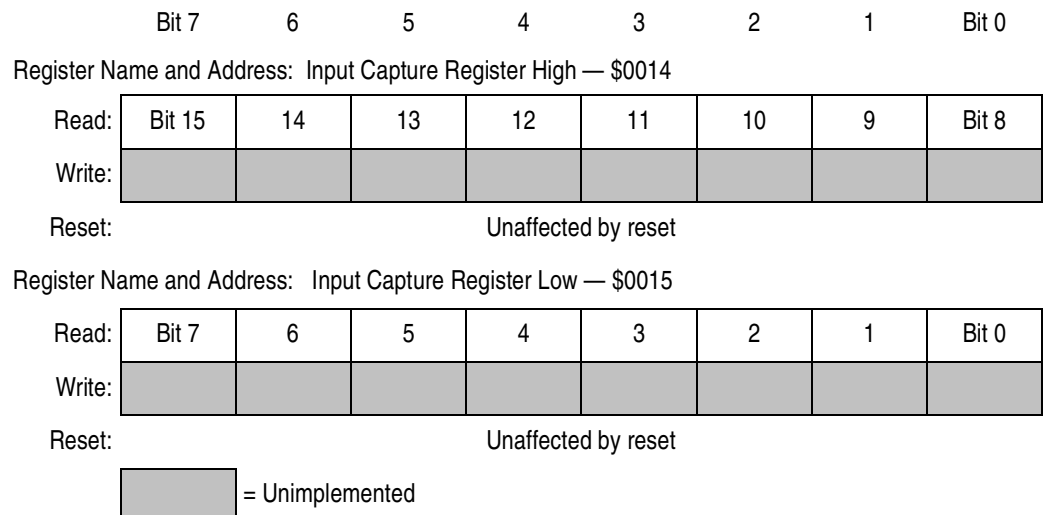 Bit 7 6 5 4 3 2 1 Bit 0
Register Name and Address: Input Capture Register High — $0014
Read: Bit 15 14 13 12 11 10 9 Bit 8
Write:
Reset: Unaffected by reset
Register Name and Address: Input Capture Register Low — $0015
Read: Bit 7 6 5 4 3 2 1 Bit 0
Write:
Reset: Unaffected by reset
= Unimplemented